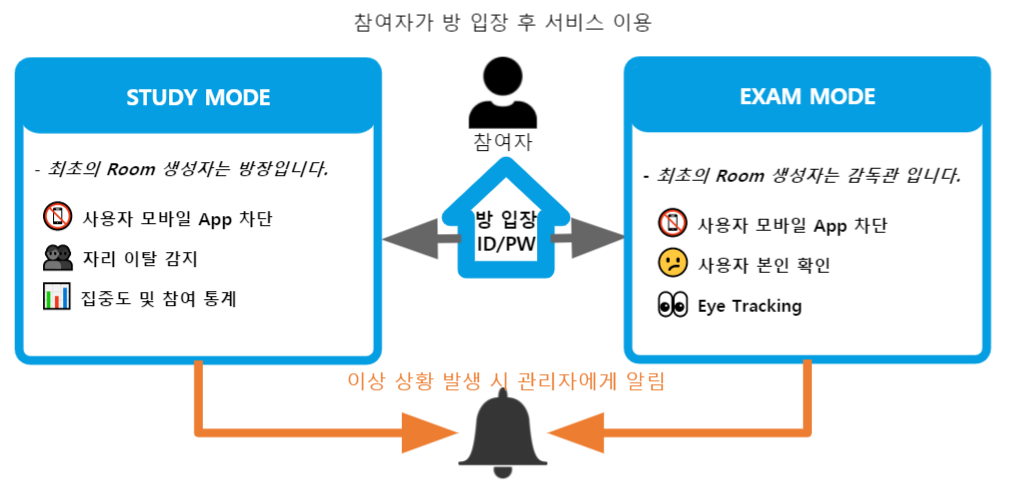 참여자가 방 입장 후 서비스 이용
STUDY MODE
- 최초의 Room 생성자는 방장입니다.
사용자 모바일 App 차단
자리 이탈 감지
집중도 및 참여 통계
참여자
방 입장
ID/PW
EXAM MODE
- 최초의 Room 생성자는 감독관 입니다.
사용자 모바일 App 차단
사용자 본인 확인
Eye Tracking
이상 상황 발생 시 관리자에게 알림